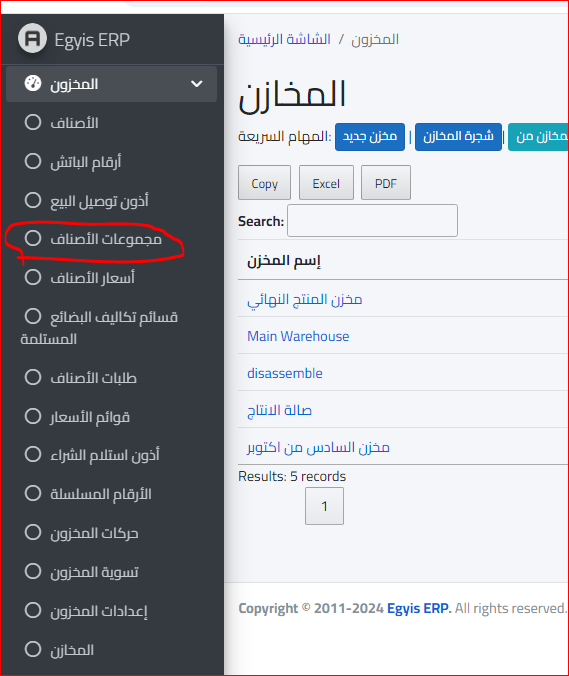 Egyis ERP
المخزون
الأصناف
أرقام الباتش
أذون توصيل البيع
مجموعات الأصناف
أسعار الأصناف
قسائم تكاليف البضائع
المستلمة
طلبات الأصناف
قوائم الأسعار
أذون استلام الشراء
الأرقام المسلسلة
حركات المخزون
تسوية المخزون
إعدادات المخزون
المخازن
الشاشة الرئيسية / المخزون
المخازن
المهام السريعة: مخزن جديد | شجرة المخازن | مخازن من
Copy Excel PDF
Search:
إسم المخزن
مخزن المنتج النهائي
Main Warehouse
disassemble
صالة الانتاج
مخزن السادس من اكتوبر
Results: 5 records
1
Copyright © 2011-2024 Egyis ERP. All rights reserved.